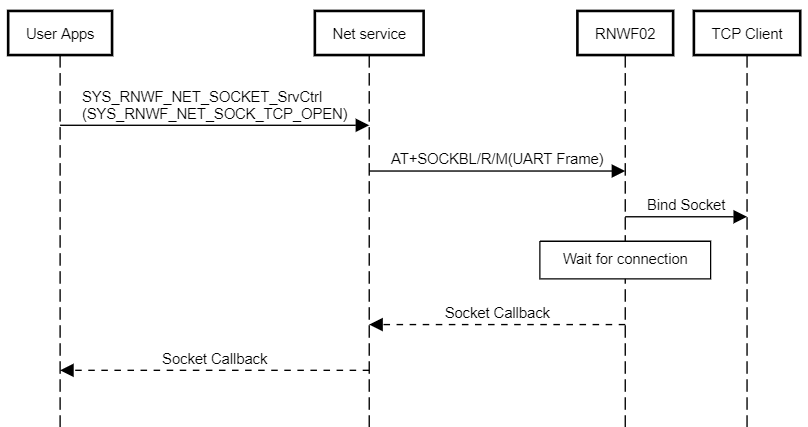 User Apps
Net service
RNWF02
TCP Client
SYS_RNWF_NET_SOCKET_SrvCtrl
(SYS_RNWF_NET_SOCK_TCP_OPEN)
AT+SOCKBL/R/M(UART Frame)
Bind Socket
Wait for connection
Socket Callback
Socket Callback